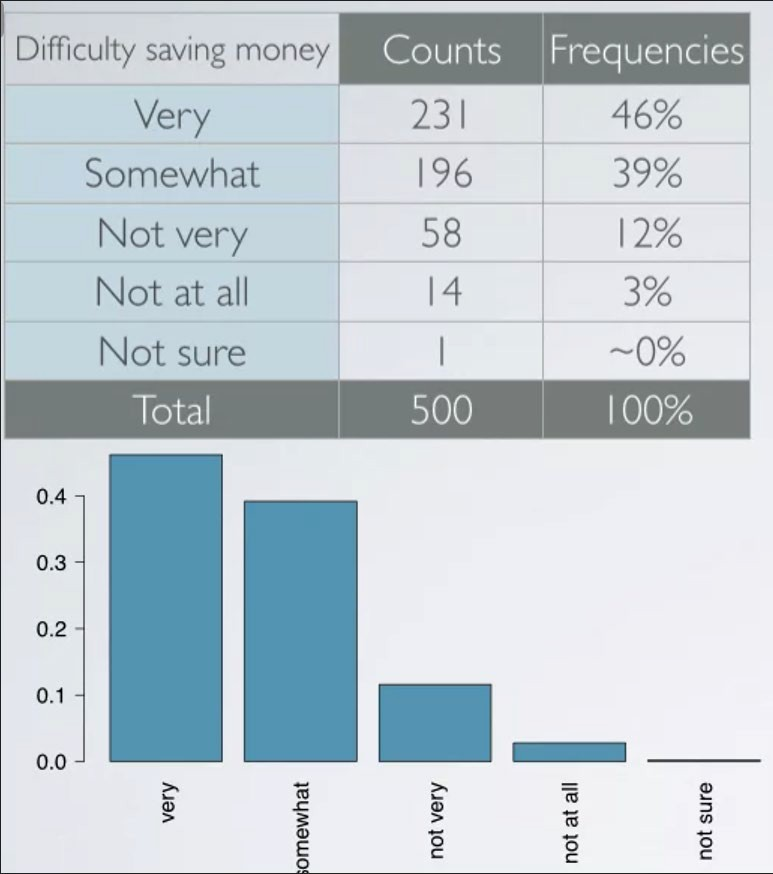 Difficulty saving money Counts Frequencies
Very 231 46%
Somewhat 196 39%
Not very 58 12%
Not at all 14 3%
Not sure 1 ~0%
Total 500 100%
0.4
0.3
0.2
0.1
0.0
very somewhat not very not at all not sure